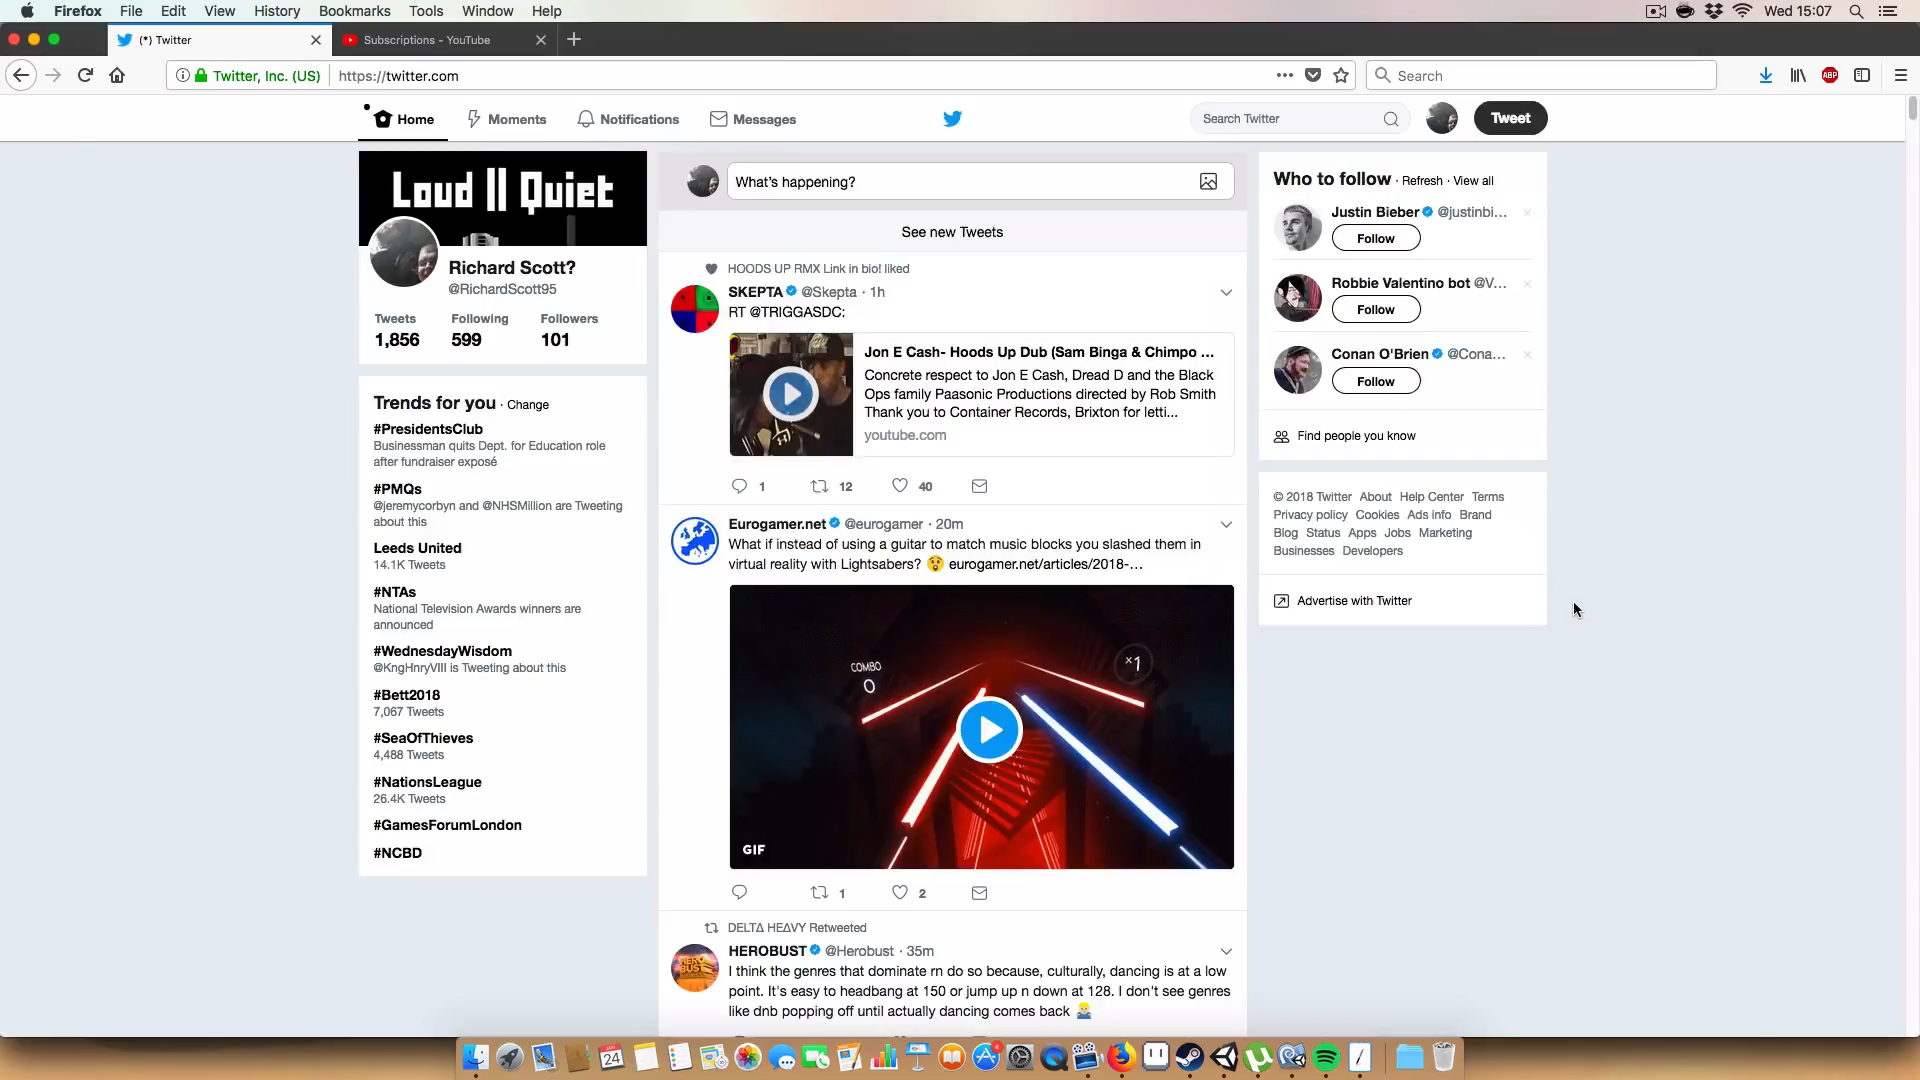 Firefox File Edit View History Bookmarks Tools Window Help
Wed 15:07
(*) Twitter
Subscriptions - YouTube
Twitter, Inc. (US)
https://twitter.com
Search
ABP
Home
Moments
Notifications
Messages
Search Twitter
Tweet
Loud II Quiet
Richard Scott?
@RichardScott95
Tweets Following Followers
1,856 599 101
Trends for you · Change
#PresidentsClub
Businessman quits Dept. for Education role
after fundraiser exposé
#PMQs
@jeremycorbyn and @NHSMillion are Tweeting
about this
Leeds United
14.1K Tweets
#NTAs
National Television Awards winners are
announced
#WednesdayWisdom
@KngHnryVIII is Tweeting about this
#Bett2018
7,067 Tweets
#SeaOfThieves
4,488 Tweets
#NationsLeague
26.4K Tweets
#GamesForumLondon
#NCBD
What's happening?
See new Tweets
HOODS UP RMX Link in bio! liked
SKEPTA @Skepta · 1h
RT @TRIGGASDC:
Jon E Cash- Hoods Up Dub (Sam Binga & Chimpo ...
Concrete respect to Jon E Cash, Dread D and the Black
Ops family Paasonic Productions directed by Rob Smith
Thank you to Container Records, Brixton for letti...
youtube.com
1 12 40
Eurogamer.net @eurogamer · 20m
What if instead of using a guitar to match music blocks you slashed them in
virtual reality with Lightsabers? 😲 eurogamer.net/articles/2018-…
COMBO
0
×1
GIF
1 2
DELTΔ HEΔVY Retweeted
HEROBUST @Herobust · 35m
I think the genres that dominate rn do so because, culturally, dancing is at a low
point. It's easy to headbang at 150 or jump up n down at 128. I don't see genres
like dnb popping off until actually dancing comes back
Who to follow · Refresh · View all
Justin Bieber @justinbi...
Follow
Robbie Valentino bot @V...
Follow
Conan O'Brien @Cona...
Follow
Find people you know
© 2018 Twitter About Help Center Terms
Privacy policy Cookies Ads info Brand
Blog Status Apps Jobs Marketing
Businesses Developers
Advertise with Twitter
HERO
BUST
JAN
24
4